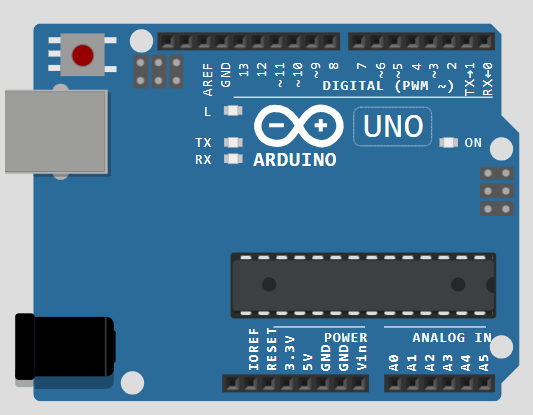 AREF
GND
13
12
~11
~10
~9
8
7
~6
~5
4
~3
2
TX→1
RX←0
DIGITAL (PWM ~)
L
TX
RX
UNO
ON
ARDUINO
POWER
ANALOG IN
IOREF
RESET
3.3V
5V
GND
GND
Vin
A0
A1
A2
A3
A4
A5